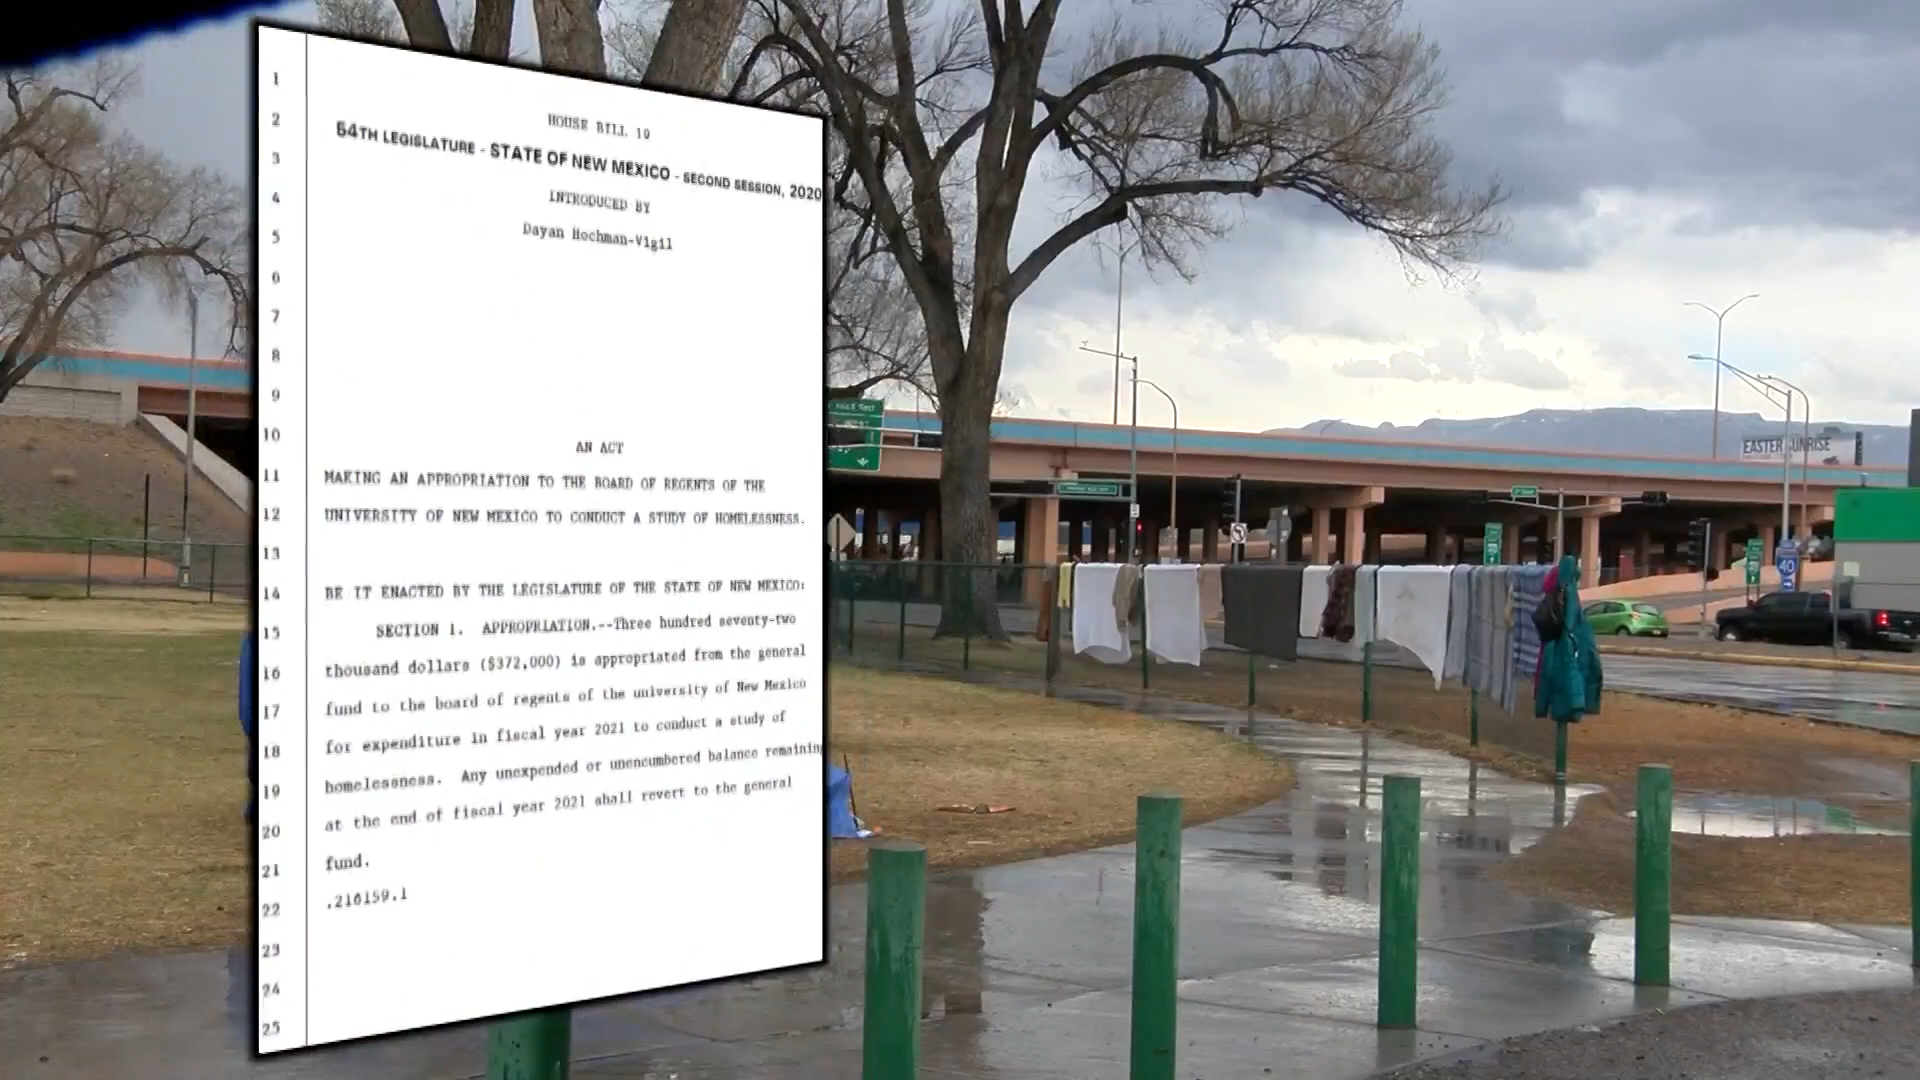 1
2
3
4
5
6
7
8
9
10
11
12
13
14
15
16
17
18
19
20
21
22
23
24
25
HOUSE BILL 10
54TH LEGISLATURE - STATE OF NEW MEXICO - SECOND SESSION, 2020
INTRODUCED BY
Dayan Hochman-Vigil
AN ACT
MAKING AN APPROPRIATION TO THE BOARD OF REGENTS OF THE
UNIVERSITY OF NEW MEXICO TO CONDUCT A STUDY OF HOMELESSNESS.
BE IT ENACTED BY THE LEGISLATURE OF THE STATE OF NEW MEXICO:
SECTION 1. APPROPRIATION.--Three hundred seventy-two
thousand dollars ($372,000) is appropriated from the general
fund to the board of regents of the university of New Mexico
for expenditure in fiscal year 2021 to conduct a study of
homelessness. Any unexpended or unencumbered balance remaining
at the end of fiscal year 2021 shall revert to the general
fund.
.216159.1
EASTER SUNRISE
40